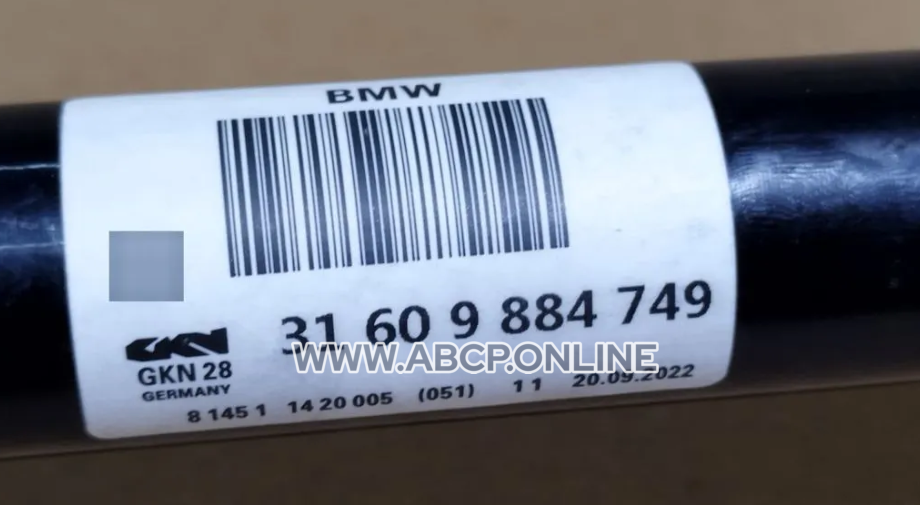 BMW
31 60 9 884 749
WWW.ABCP.ONLINE
GKN
GKN 28
GERMANY
8 145 1 14 20 005 (051) 11 20.09.2022